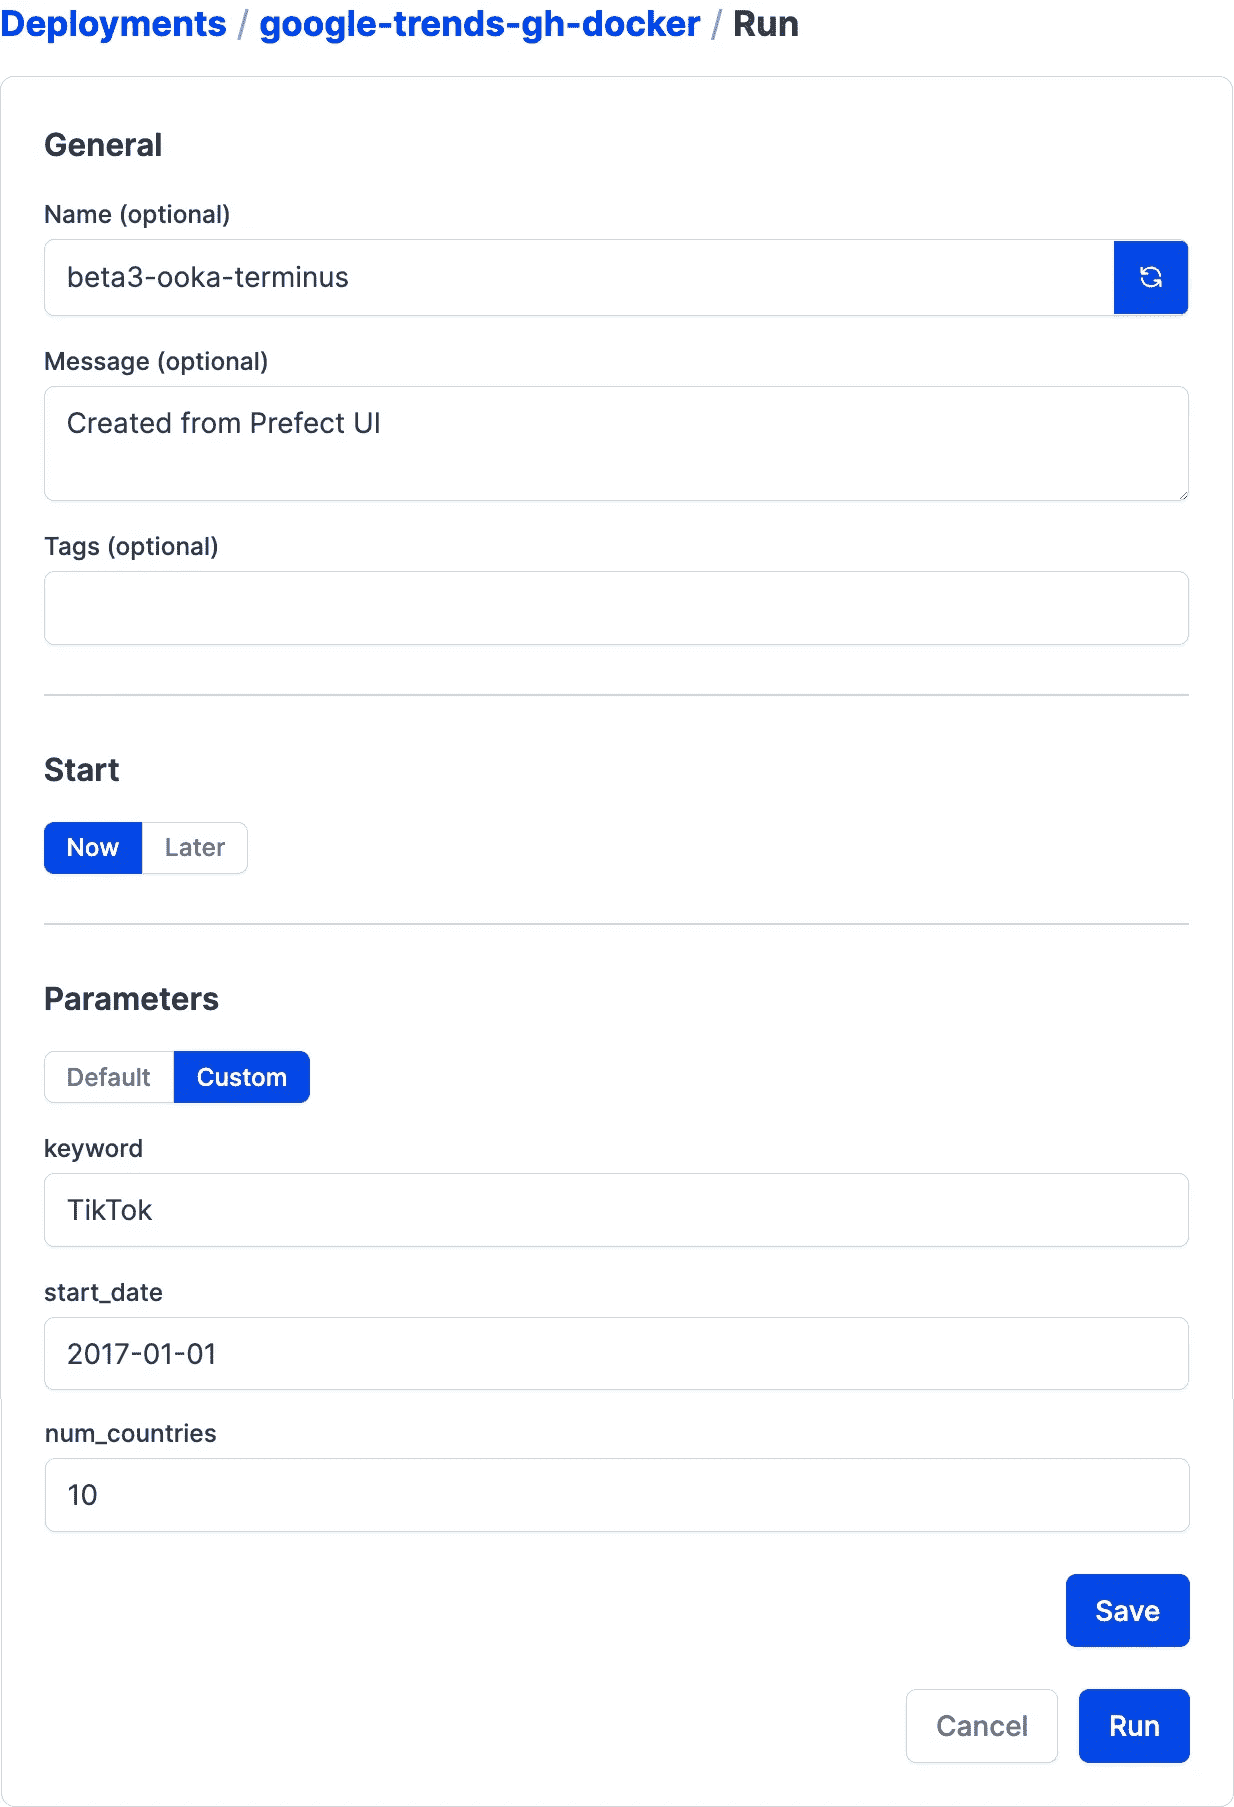 Deployments / google-trends-gh-docker / Run
General
Name (optional)
beta3-ooka-terminus
Message (optional)
Created from Prefect UI
Tags (optional)
Start
Now Later
Parameters
Default Custom
keyword
TikTok
start_date
2017-01-01
num_countries
10
Save
Cancel Run